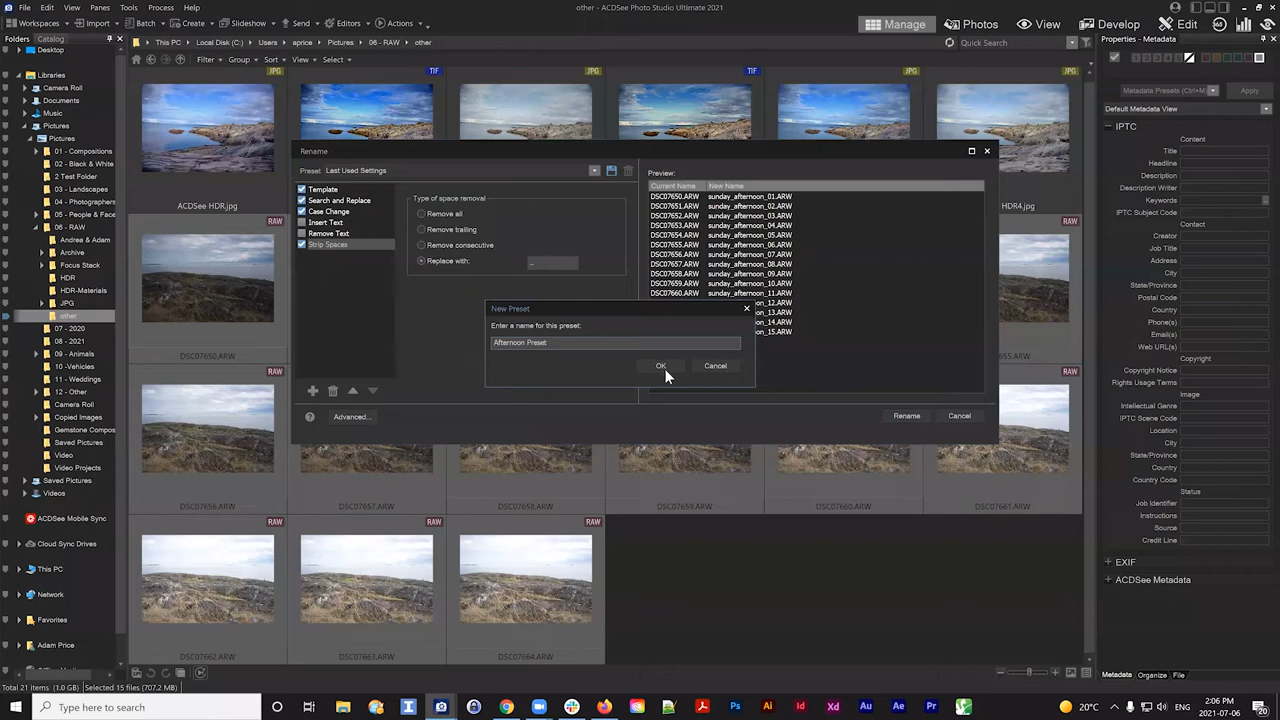 File Edit View Tools Panes Process Help
other - ACDSee Photo Studio Ultimate 2021
Workspaces Import Batch Create Slideshow Send Editors Actions
Manage Photos View Develop Edit
Folders Catalog
This PC Local Disk (C:) Users aprice Pictures 06 - RAW other
Quick Search
Properties - Metadata
Filter Group Sort View Select
Desktop
Libraries
Camera Roll
Documents
Music
Pictures
Pictures
01 - Compositions
02 - Black & White
2 Test Folder
03 - Landscapes
04 - Photographers
05 - People & Face
06 - RAW
Andrea & Adam
Archive
Focus Stack
HDR
HDR-Materials
JPG
other
07 - 2020
08 - 2021
09 - Animals
10 -Vehicles
11 - Weddings
12 - Other
Camera Roll
Copied Images
Gemstone Compos
Saved Pictures
Video
Video Projects
Saved Pictures
Videos
ACDSee Mobile Sync
Cloud Sync Drives
This PC
Network
Favorites
Adam Price
JPG TIF JPG TIF JPG JPG
ACDSee HDR.jpg
HDR4.jpg
Rename
Preset Last Used Settings
Template
Search and Replace
Case Change
Insert Text
Remove Text
Strip Spaces
Type of space removal
Remove all
Remove trailing
Remove consecutive
Replace with: _
Preview:
Current Name New Name
DSC07650.ARW sunday_afternoon_01.ARW
DSC07651.ARW sunday_afternoon_02.ARW
DSC07652.ARW sunday_afternoon_03.ARW
DSC07653.ARW sunday_afternoon_04.ARW
DSC07654.ARW sunday_afternoon_05.ARW
DSC07655.ARW sunday_afternoon_06.ARW
DSC07656.ARW sunday_afternoon_07.ARW
DSC07657.ARW sunday_afternoon_08.ARW
DSC07658.ARW sunday_afternoon_09.ARW
DSC07659.ARW sunday_afternoon_10.ARW
DSC07660.ARW sunday_afternoon_11.ARW
_12.ARW
_13.ARW
on_14.ARW
on_15.ARW
New Preset
Enter a name for this preset:
Afternoon Preset
OK Cancel
Advanced...
Rename Cancel
RAW RAW
DSC07650.ARW
DSC07655.ARW
DSC07656.ARW DSC07657.ARW DSC07658.ARW DSC07659.ARW DSC07660.ARW DSC07661.ARW
RAW RAW RAW
DSC07662.ARW DSC07663.ARW DSC07664.ARW
Metadata Presets (Ctrl+M) Apply
Default Metadata View
IPTC
Content
Title
Headline
Description
Description Writer
Keywords
IPTC Subject Code
Contact
Creator
Job Title
Address
City
State/Province
Postal Code
Country
Phone(s)
Email(s)
Web URL(s)
Copyright
Copyright Notice
Rights Usage Terms
Image
Intellectual Genre
IPTC Scene Code
Location
City
State/Province
Country
Country Code
Status
Job Identifier
Instructions
Source
Credit Line
EXIF
ACDSee Metadata
Metadata Organize File
Total 21 items (1.0 GB) Selected 15 files (707.2 MB)
Type here to search
20°C
2:06 PM
2021-07-06